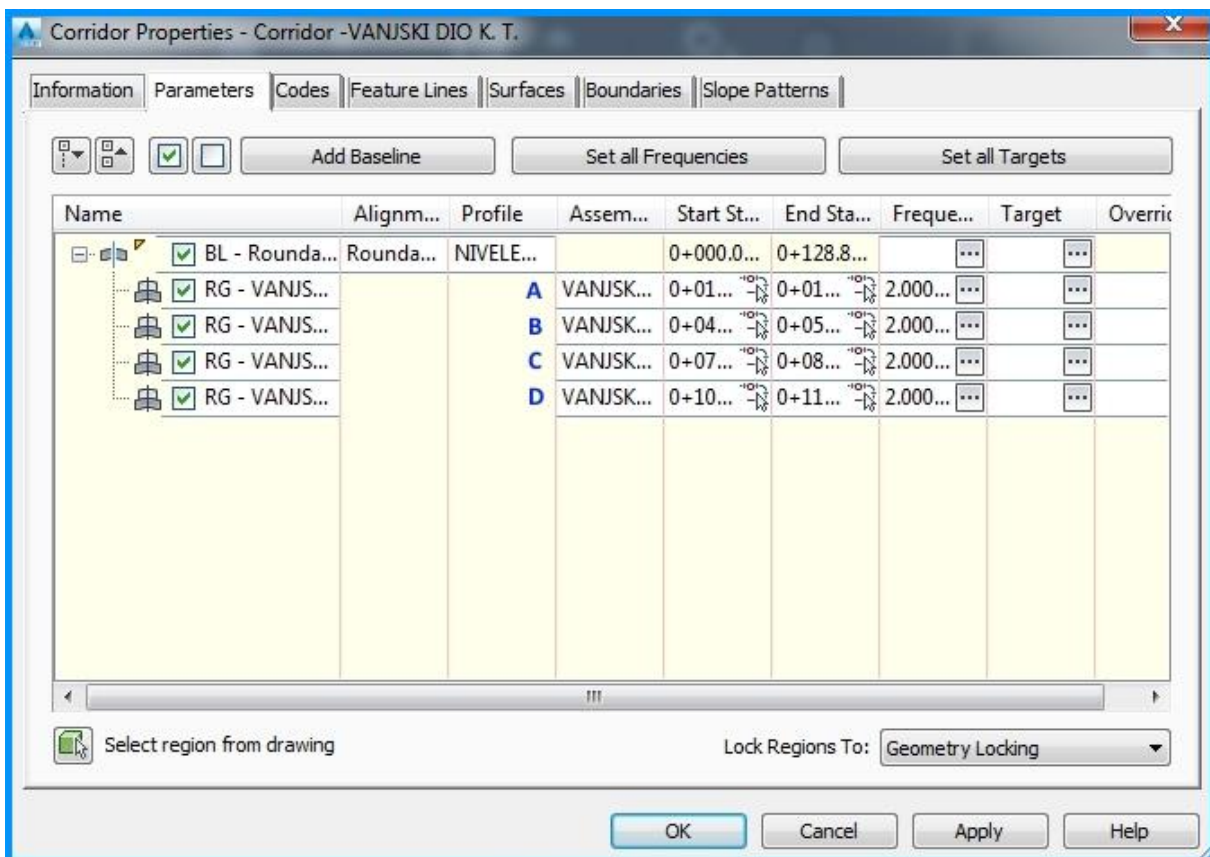 Corridor Properties - Corridor -VANJSKI DIO K. T.
Information Parameters Codes Feature Lines Surfaces Boundaries Slope Patterns
Add Baseline Set all Frequencies Set all Targets
Name Alignm... Profile Assem... Start St... End Sta... Freque... Target Overric
BL - Rounda... Rounda... NIVELE... 0+000.0... 0+128.8... ...
RG - VANJS... A VANJSK... 0+01... 0+01... 2.000... ...
RG - VANJS... B VANJSK... 0+04... 0+05... 2.000... ...
RG - VANJS... C VANJSK... 0+07... 0+08... 2.000... ...
RG - VANJS... D VANJSK... 0+10... 0+11... 2.000... ...
Select region from drawing Lock Regions To: Geometry Locking
OK Cancel Apply Help